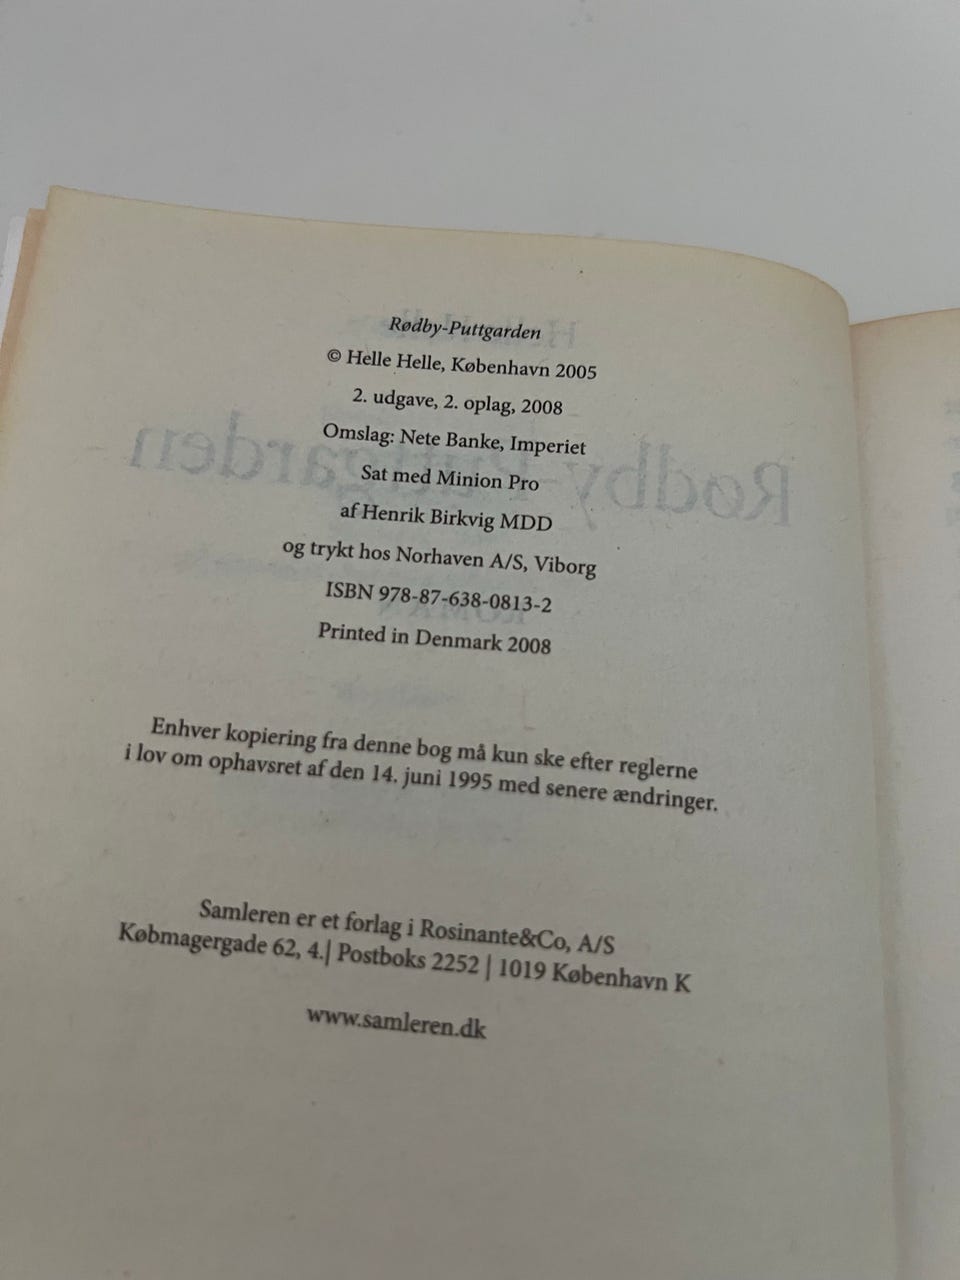 Rødby-Puttgarden
© Helle Helle, København 2005
2. udgave, 2. oplag, 2008
Omslag: Nete Banke, Imperiet
Sat med Minion Pro
af Henrik Birkvig MDD
og trykt hos Norhaven A/S, Viborg
ISBN 978-87-638-0813-2
Printed in Denmark 2008
Enhver kopiering fra denne bog må kun ske efter reglerne
i lov om ophavsret af den 14. juni 1995 med senere ændringer.
Samleren er et forlag i Rosinante&Co, A/S
Købmagergade 62, 4.| Postboks 2252 | 1019 København K
www.samleren.dk